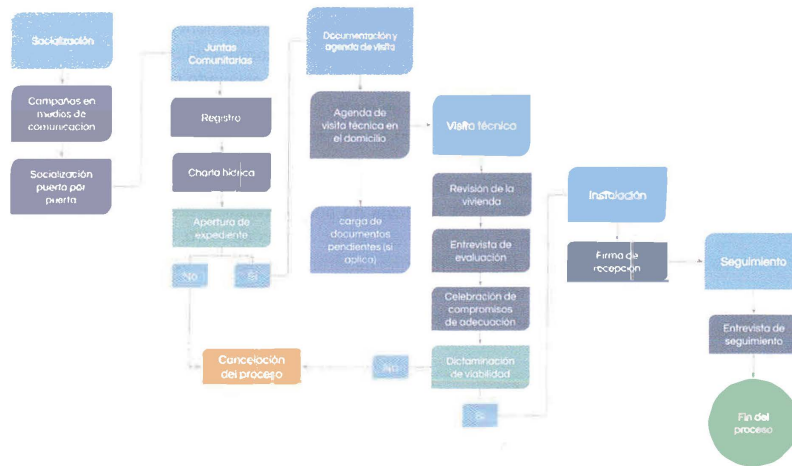 Socialización
Campañas en
medios de
comunicación
Socialización
puerta por
puerta
Juntas
Comunitarias
Registro
Charla hídrica
Apertura de
expediente
No
Si
Documentación y
agenda de visita
Agenda de
visita técnica en
el domicilio
carga de
documentos
pendientes (si
aplica)
Visita técnica
Revisión de la
vivienda
Entrevista de
evaluación
Celebración de
compromisos
de adecuación
Dictaminación
de viabilidad
No
Si
Cancelación
del proceso
Instalación
Firma de
recepción
Seguimiento
Entrevista de
seguimiento
Fin del
proceso